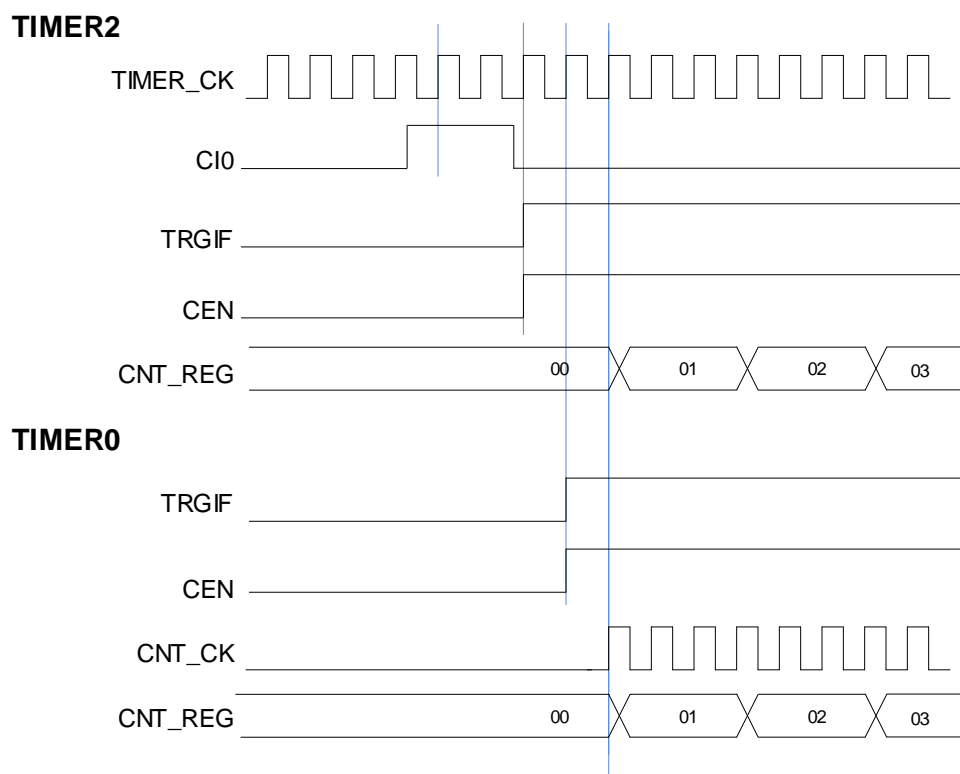 TIMER2
TIMER_CK
CI0
TRGIF
CEN
CNT_REG 00 01 02 03
TIMER0
TRGIF
CEN
CNT_CK
CNT_REG 00 01 02 03